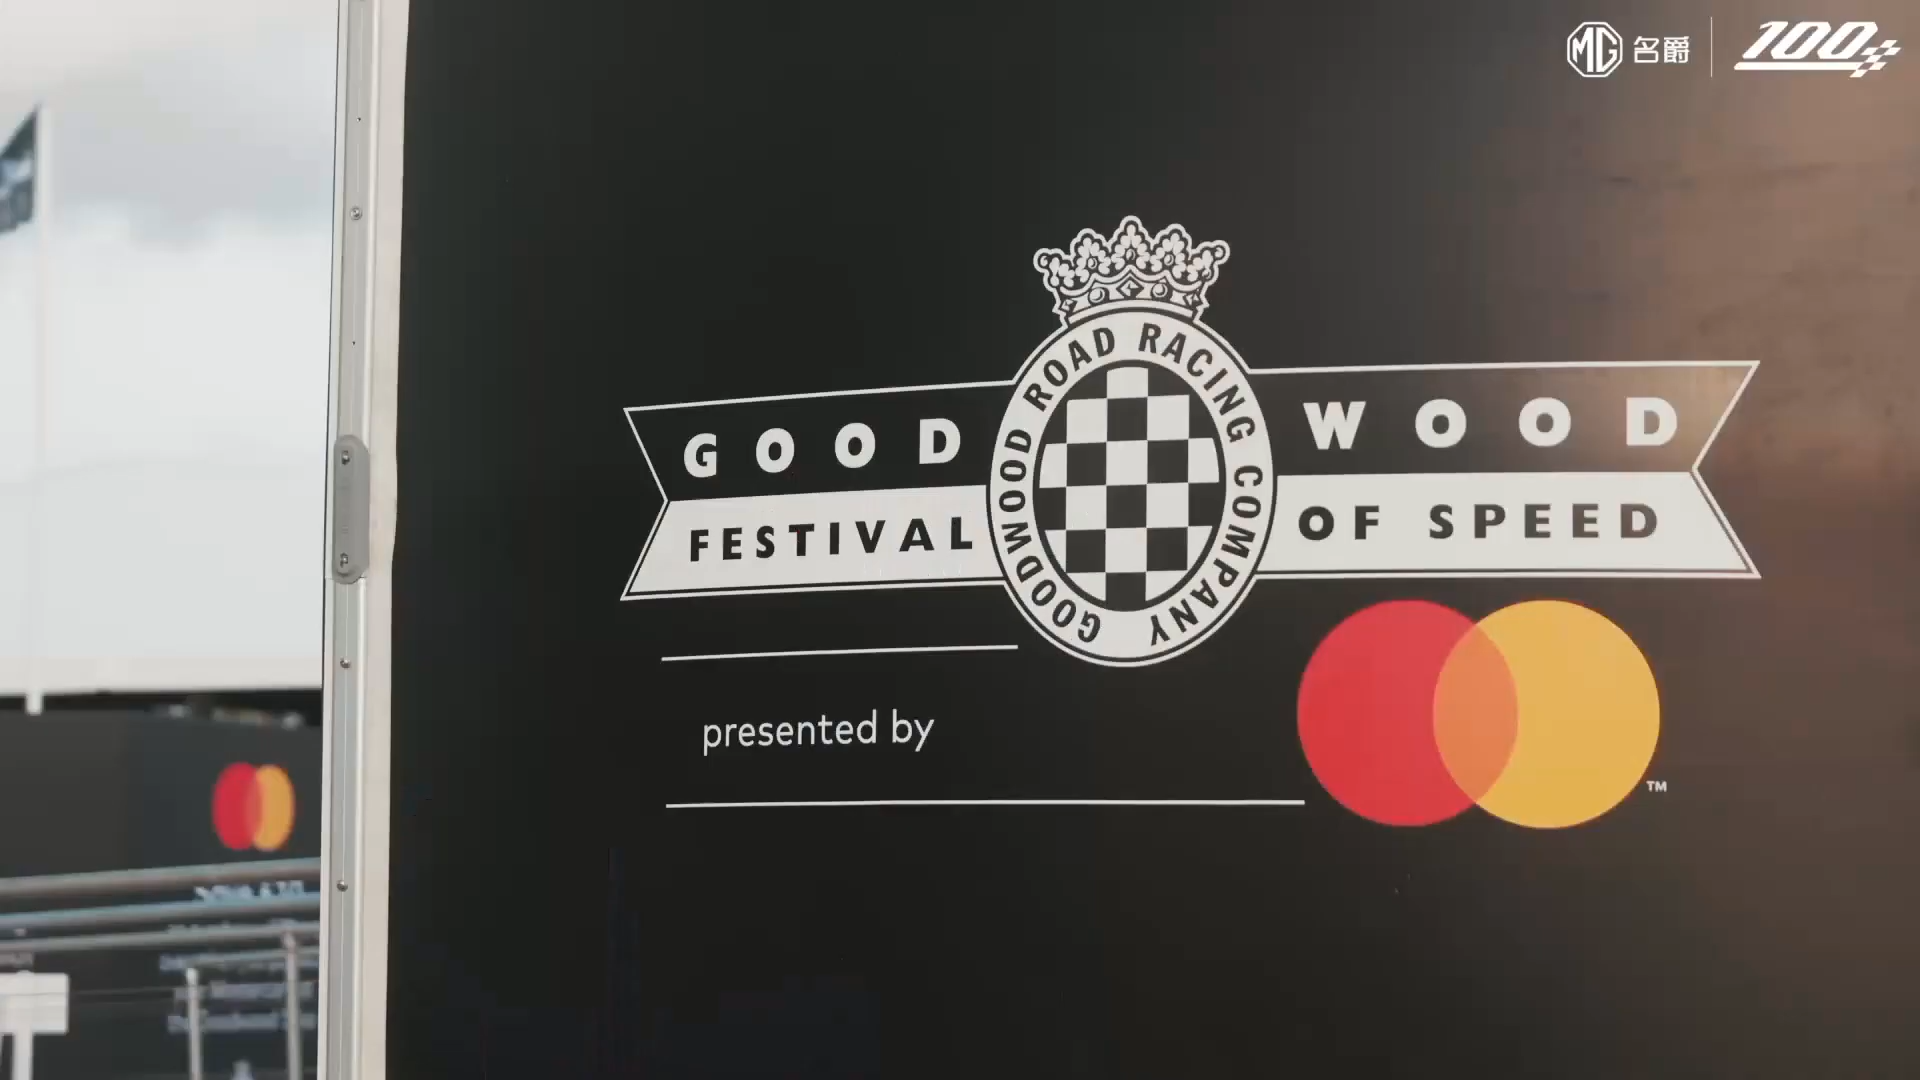 MG 名爵 100
GOODWOOD ROAD RACING COMPANY
GOOD WOOD
FESTIVAL OF SPEED
presented by
TM